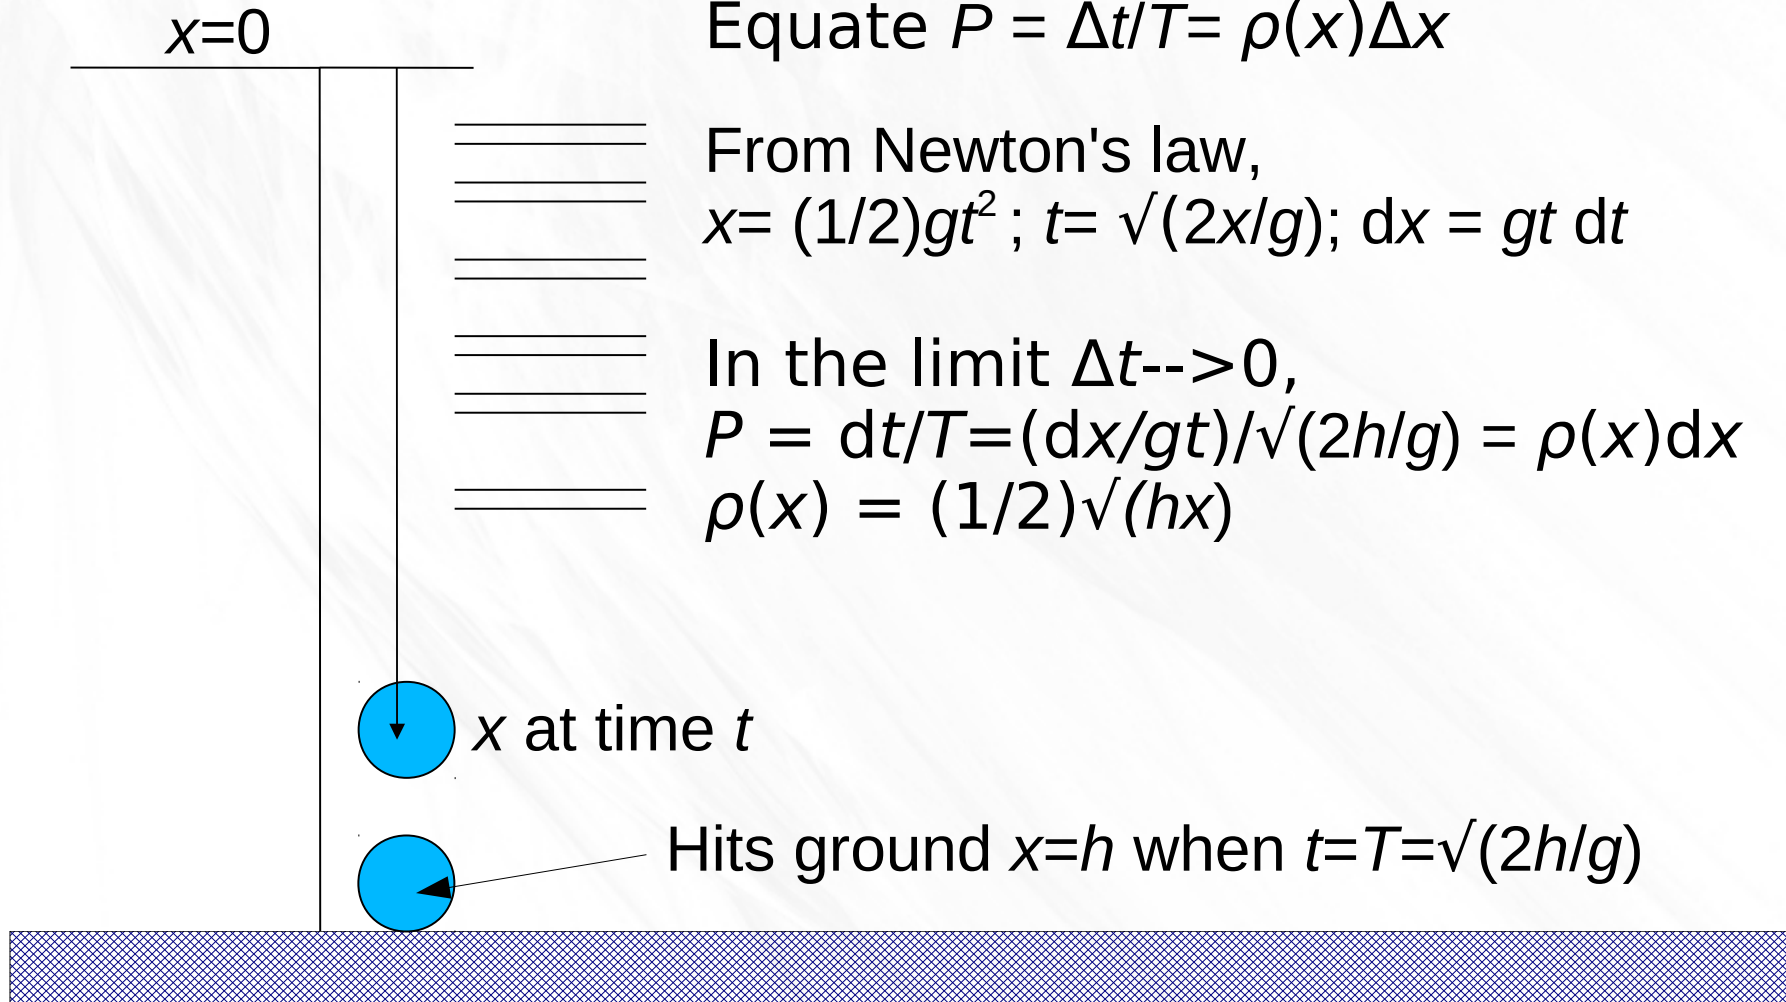 x=0
Equate P = Δt/T= ρ(x)Δx
From Newton's law,
x= (1/2)gt² ; t= √(2x/g); dx = gt dt
In the limit Δt-->0,
P = dt/T=(dx/gt)/√(2h/g) = ρ(x)dx
ρ(x) = (1/2)√(hx)
x at time t
Hits ground x=h when t=T=√(2h/g)